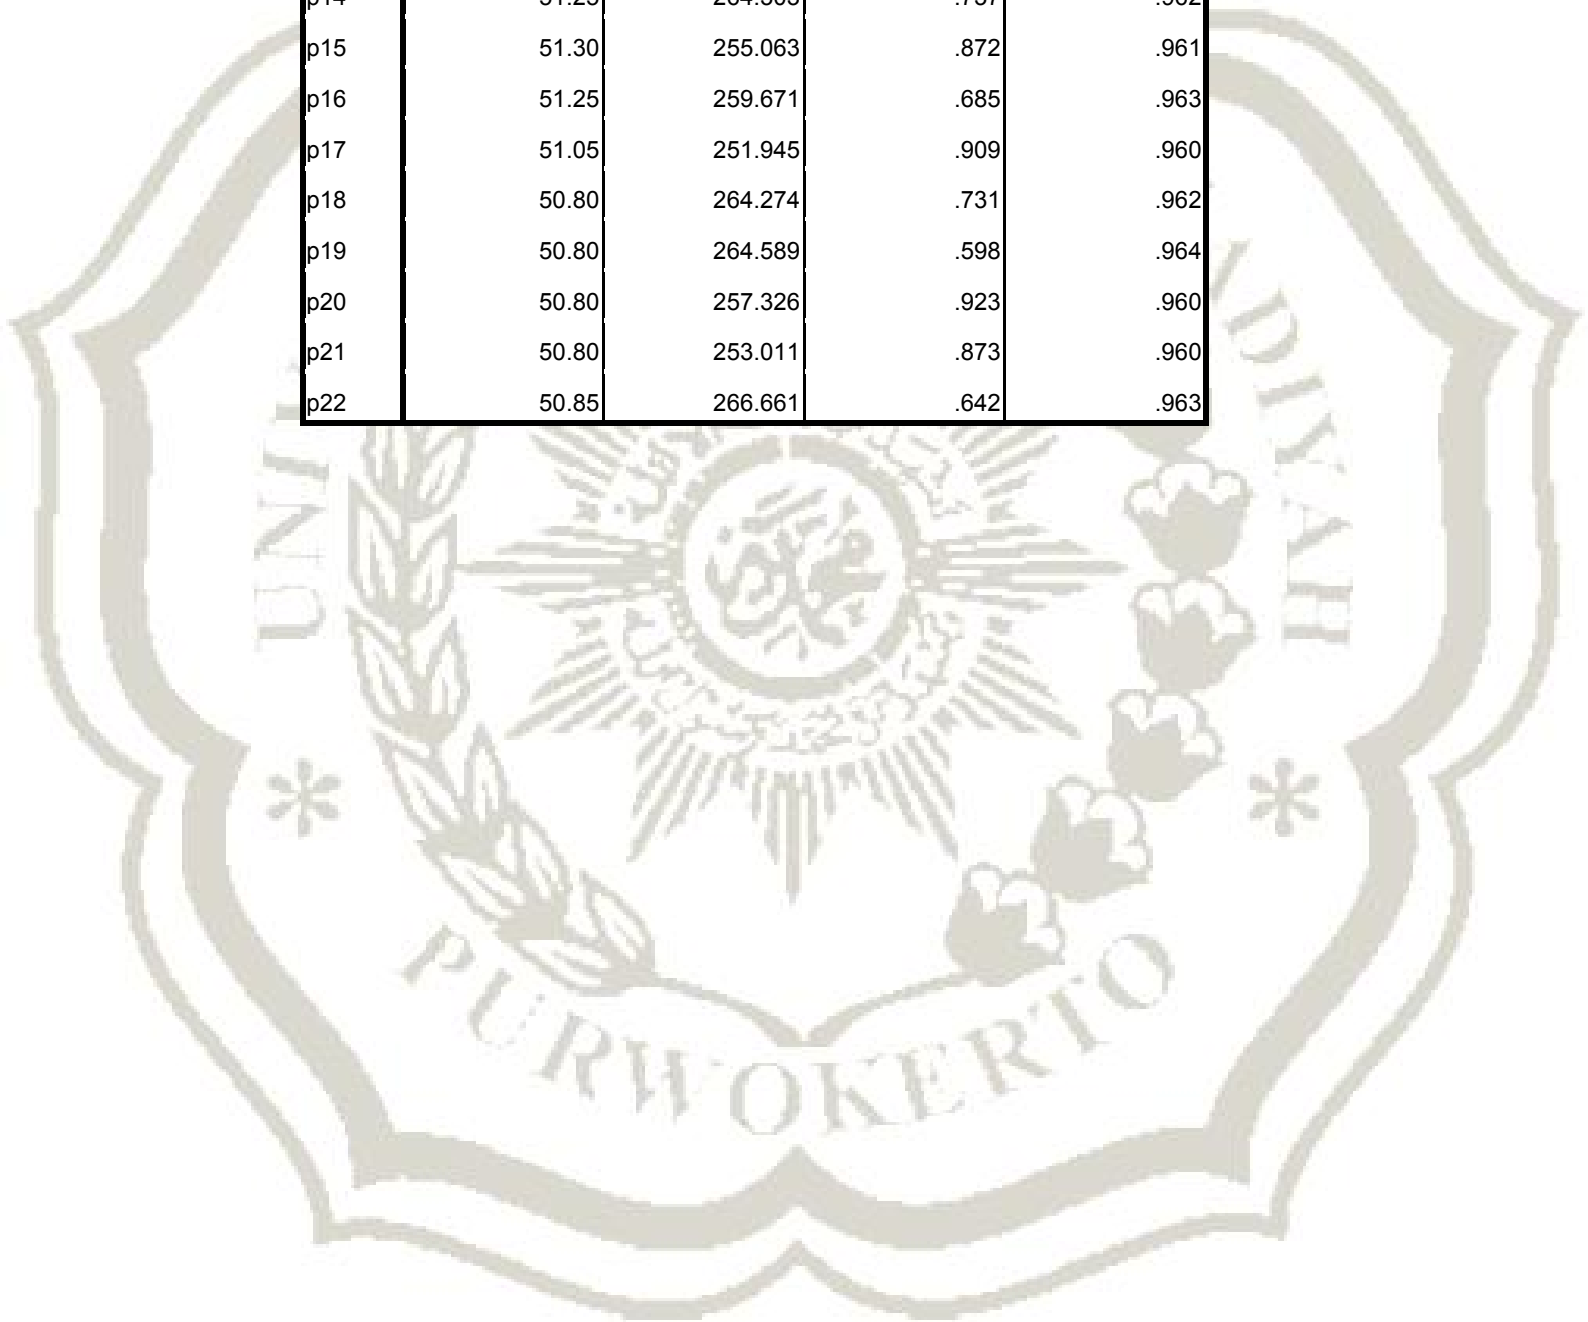 p15 51.30 255.063 .872 .961
p16 51.25 259.671 .685 .963
p17 51.05 251.945 .909 .960
p18 50.80 264.274 .731 .962
p19 50.80 264.589 .598 .964
p20 50.80 257.326 .923 .960
p21 50.80 253.011 .873 .960
p22 50.85 266.661 .642 .963
PURWOKERTO